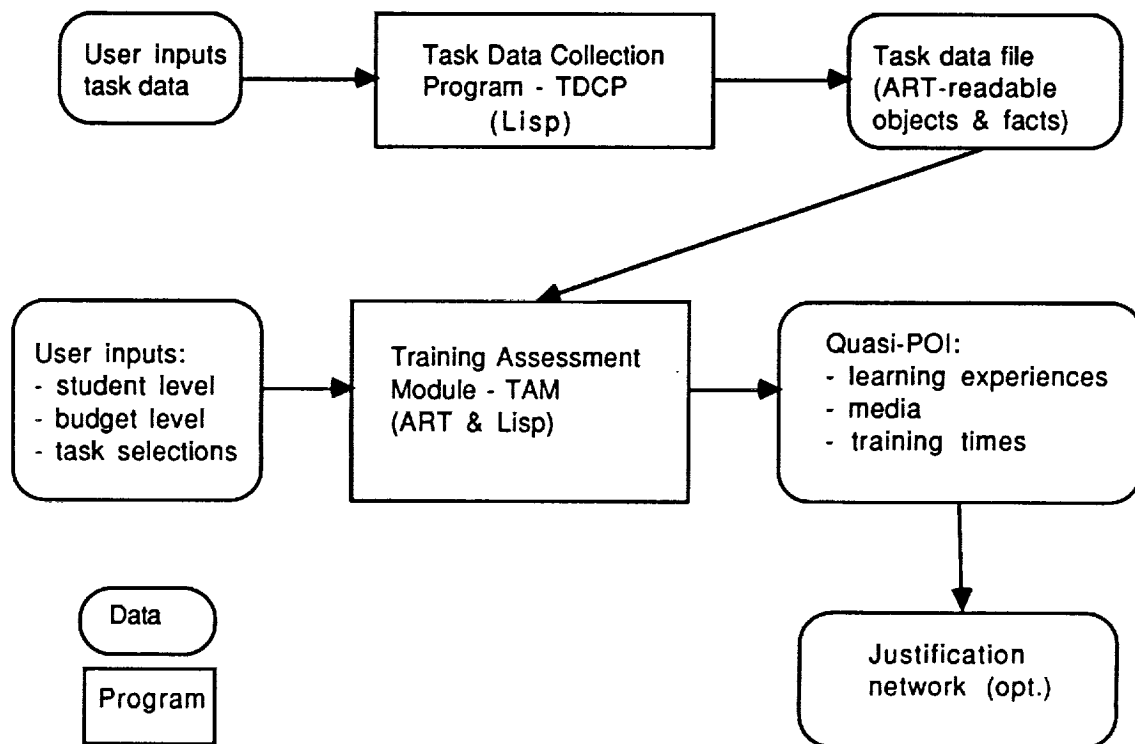 User inputs
task data
Task Data Collection
Program - TDCP
(Lisp)
Task data file
(ART-readable
objects & facts)
User inputs:
- student level
- budget level
- task selections
Training Assessment
Module - TAM
(ART & Lisp)
Quasi-POI:
- learning experiences
- media
- training times
Data
Program
Justification
network (opt.)